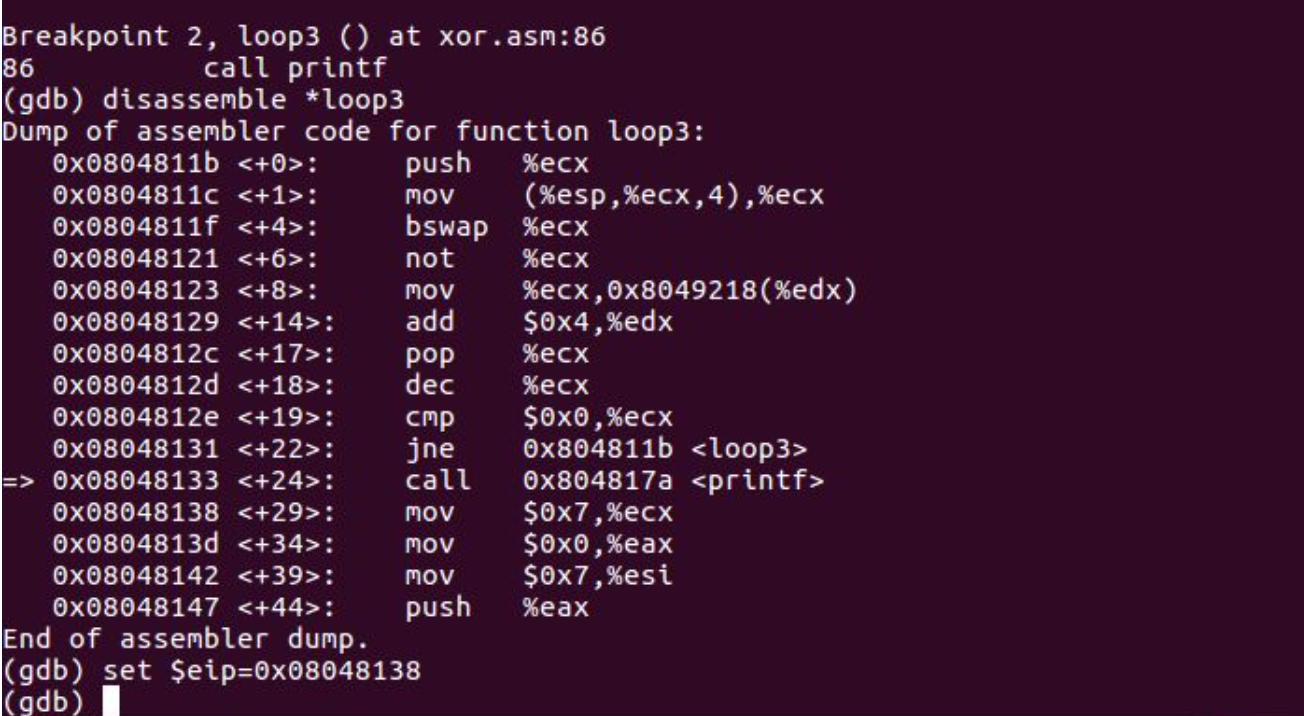 Breakpoint 2, loop3 () at xor.asm:86
86          call printf
(gdb) disassemble *loop3
Dump of assembler code for function loop3:
   0x0804811b <+0>:     push   %ecx
   0x0804811c <+1>:     mov    (%esp,%ecx,4),%ecx
   0x0804811f <+4>:     bswap  %ecx
   0x08048121 <+6>:     not    %ecx
   0x08048123 <+8>:     mov    %ecx,0x8049218(%edx)
   0x08048129 <+14>:    add    $0x4,%edx
   0x0804812c <+17>:    pop    %ecx
   0x0804812d <+18>:    dec    %ecx
   0x0804812e <+19>:    cmp    $0x0,%ecx
   0x08048131 <+22>:    jne    0x804811b <loop3>
=> 0x08048133 <+24>:    call   0x804817a <printf>
   0x08048138 <+29>:    mov    $0x7,%ecx
   0x0804813d <+34>:    mov    $0x0,%eax
   0x08048142 <+39>:    mov    $0x7,%esi
   0x08048147 <+44>:    push   %eax
End of assembler dump.
(gdb) set $eip=0x08048138
(gdb)